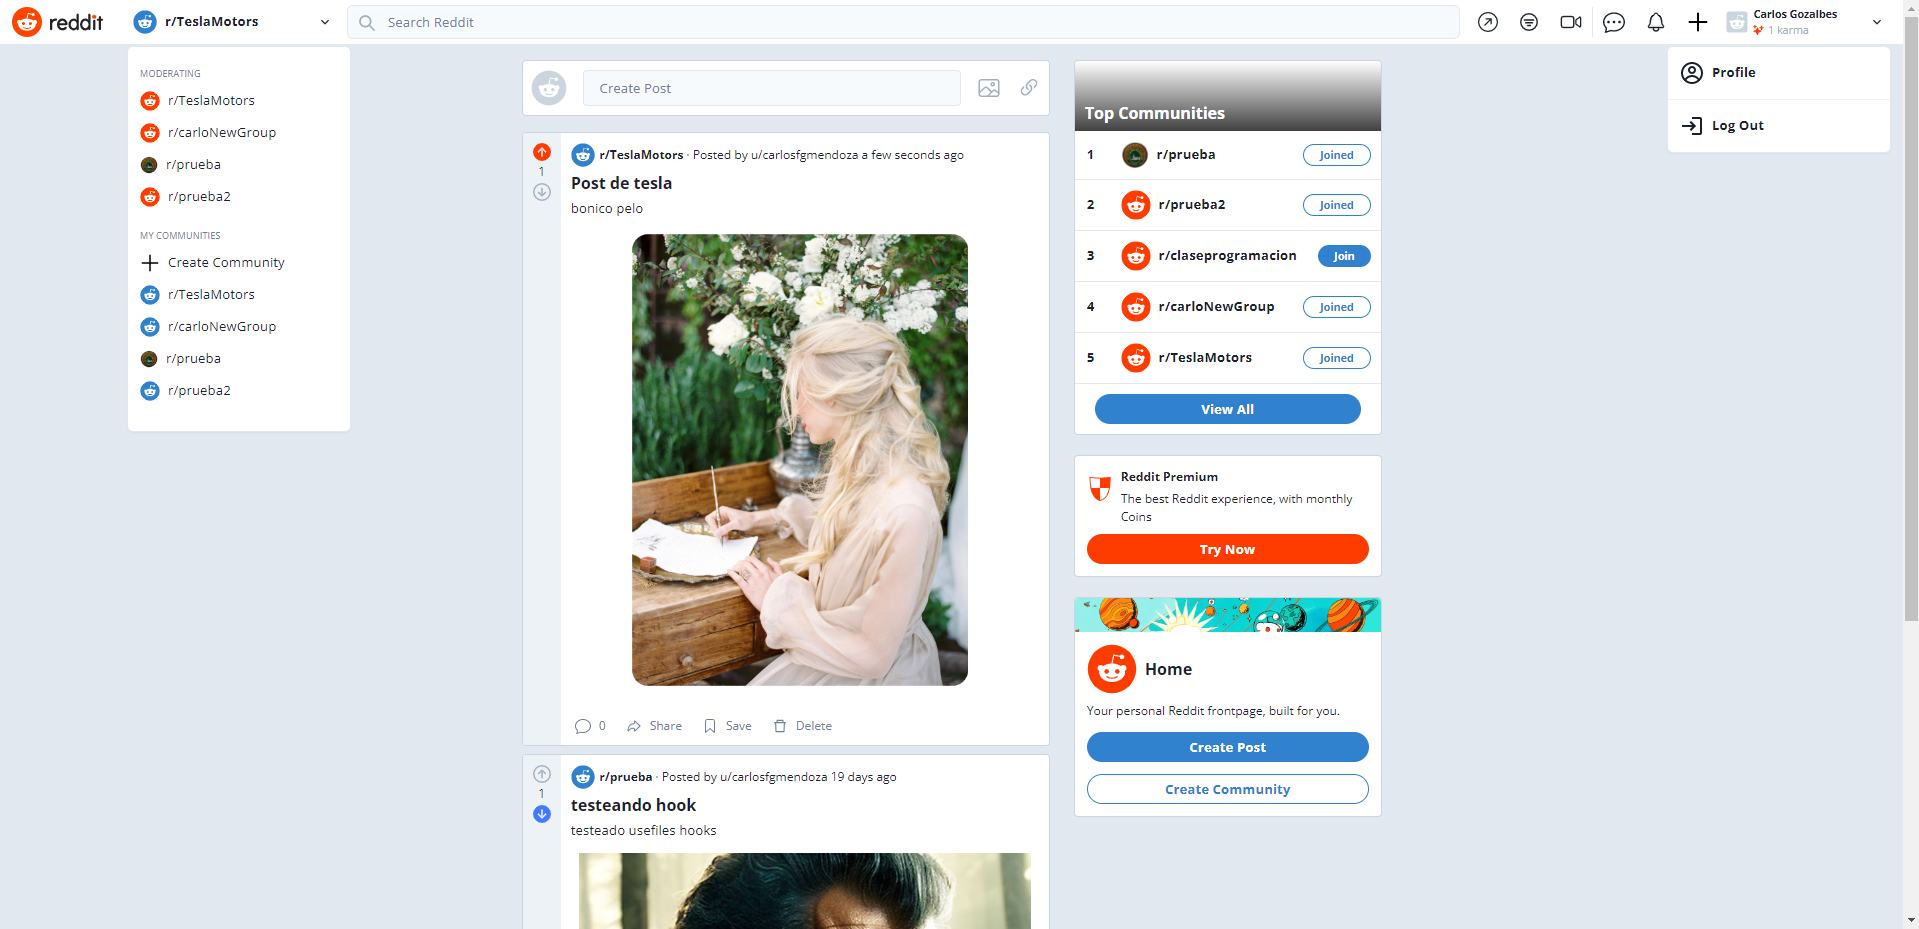 reddit
r/TeslaMotors
Search Reddit
Carlos Gozalbes
1 karma
MODERATING
r/TeslaMotors
r/carloNewGroup
r/prueba
r/prueba2
MY COMMUNITIES
Create Community
r/TeslaMotors
r/carloNewGroup
r/prueba
r/prueba2
Create Post
1
r/TeslaMotors · Posted by u/carlosfgmendoza a few seconds ago
Post de tesla
bonico pelo
0 Share Save Delete
1
r/prueba · Posted by u/carlosfgmendoza 19 days ago
testeando hook
testeado usefiles hooks
Top Communities
1 r/prueba Joined
2 r/prueba2 Joined
3 r/claseprogramacion Join
4 r/carloNewGroup Joined
5 r/TeslaMotors Joined
View All
Reddit Premium
The best Reddit experience, with monthly
Coins
Try Now
Home
Your personal Reddit frontpage, built for you.
Create Post
Create Community
Profile
Log Out